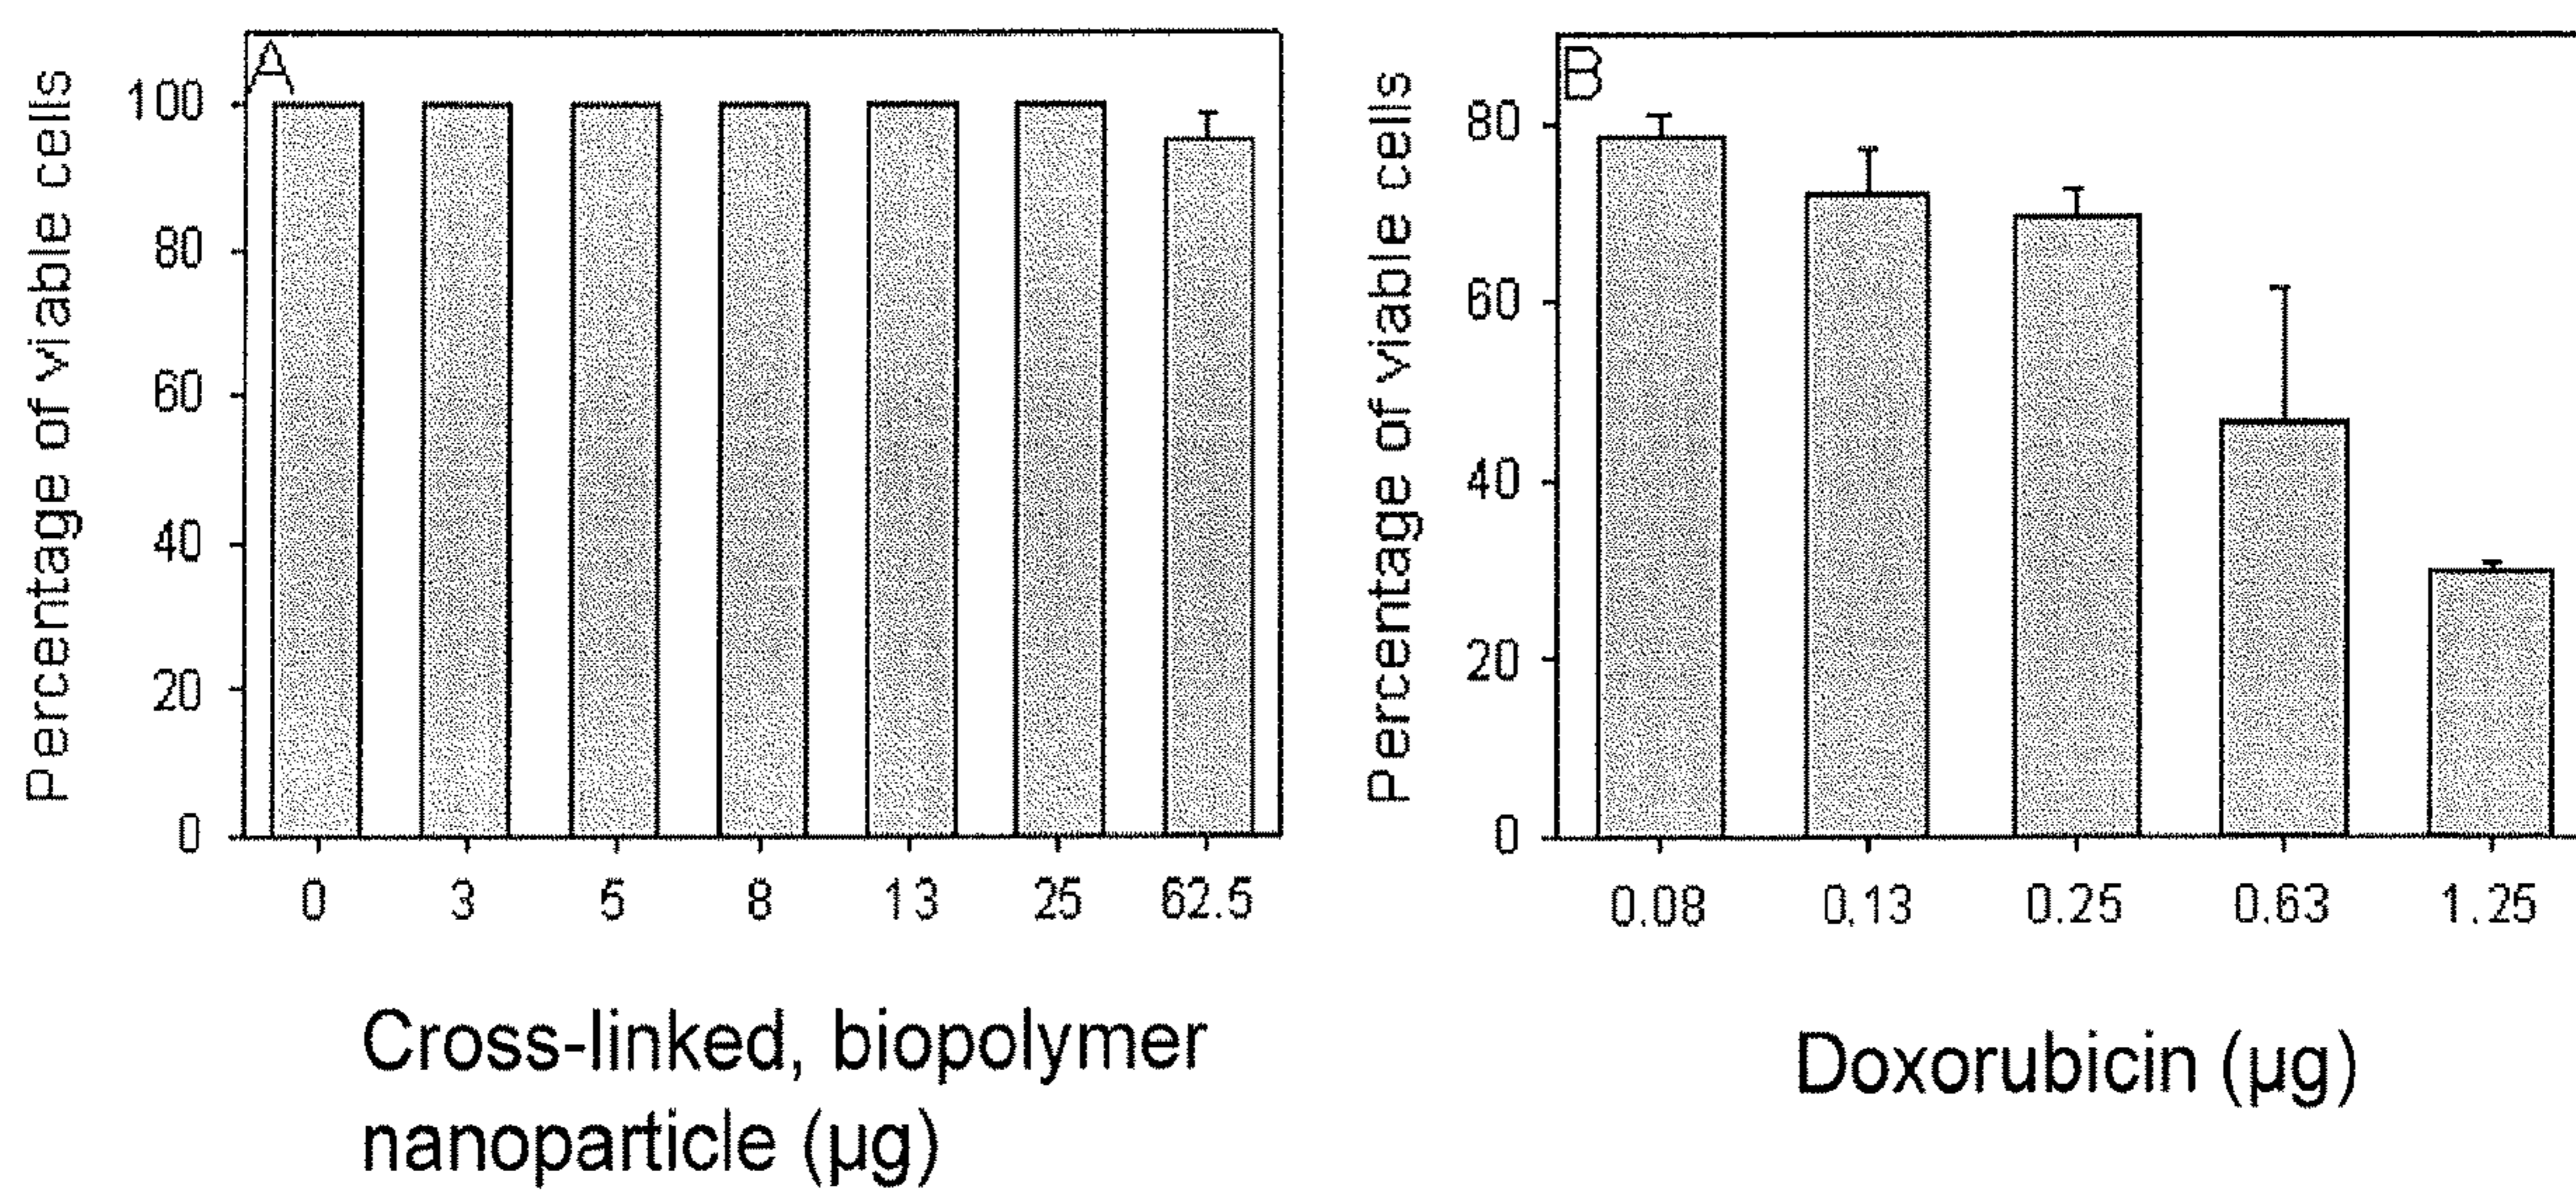 A
Percentage of viable cells
100
80
60
40
20
0
0 3 5 8 13 25 62.5
Cross-linked, biopolymer
nanoparticle (µg)
B
Percentage of viable cells
80
60
40
20
0
0.08 0.13 0.25 0.63 1.25
Doxorubicin (µg)